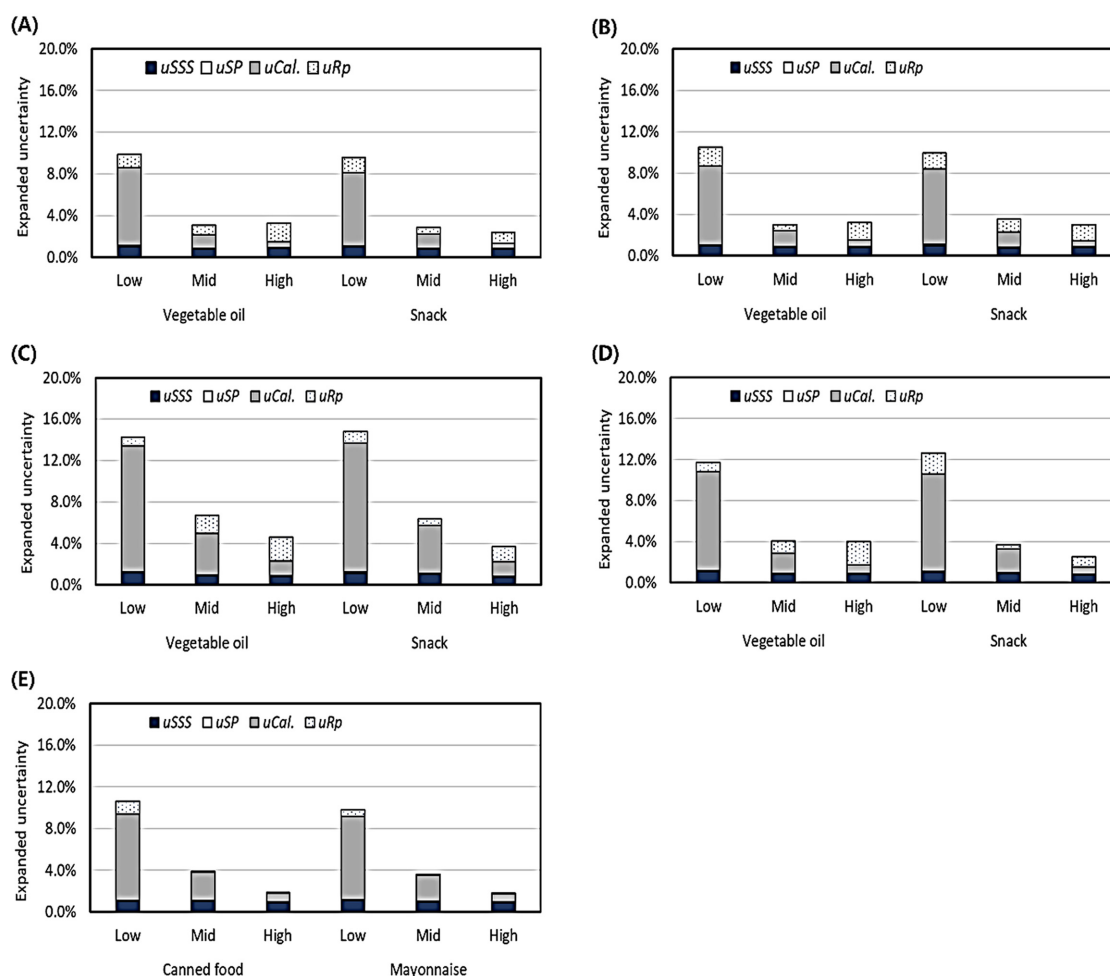 (A)
20.0%
uSSS uSP uCal. uRp
16.0%
12.0%
8.0%
4.0%
0.0%
Expanded uncertainty
Low Mid High Low Mid High
Vegetable oil Snack
(B)
20.0%
uSSS uSP uCal. uRp
16.0%
12.0%
8.0%
4.0%
0.0%
Expanded uncertainty
Low Mid High Low Mid High
Vegetable oil Snack
(C)
20.0%
uSSS uSP uCal. uRp
16.0%
12.0%
8.0%
4.0%
0.0%
Expanded uncertainty
Low Mid High Low Mid High
Vegetable oil Snack
(D)
20.0%
uSSS uSP uCal. uRp
16.0%
12.0%
8.0%
4.0%
0.0%
Expanded uncertainty
Low Mid High Low Mid High
Vegetable oil Snack
(E)
20.0%
uSSS uSP uCal. uRp
16.0%
12.0%
8.0%
4.0%
0.0%
Expanded uncertainty
Low Mid High Low Mid High
Canned food Mayonnaise